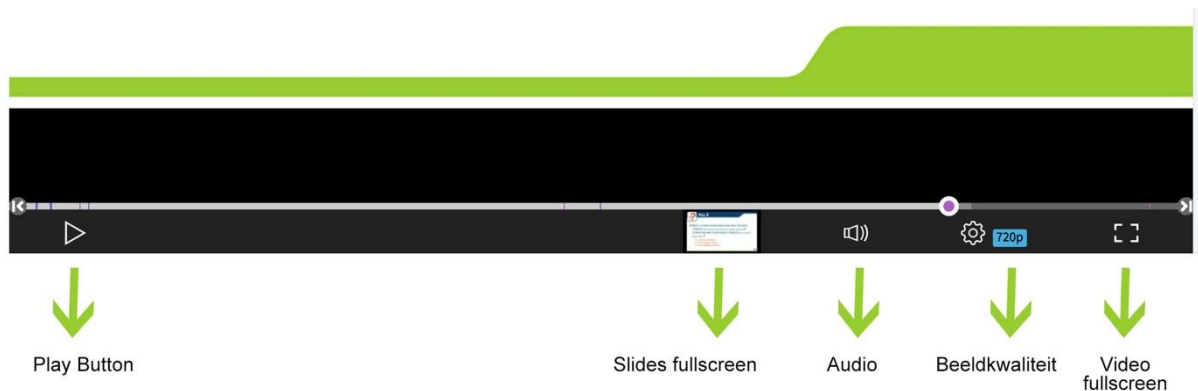 720p
Play Button
Slides fullscreen
Audio
Beeldkwaliteit
Video
fullscreen